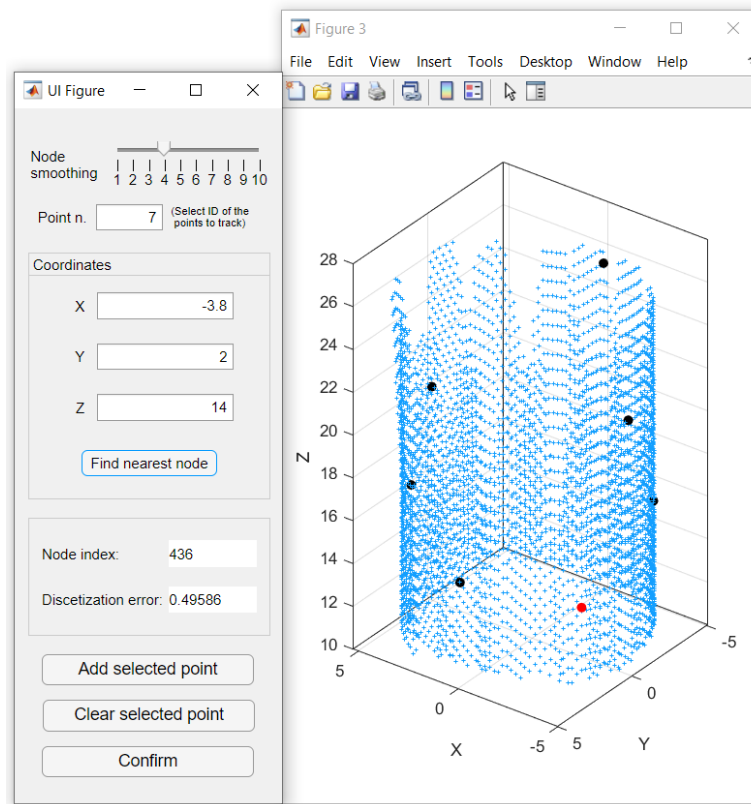 Figure 3
File Edit View Insert Tools Desktop Window Help
UI Figure
Node
smoothing
1 2 3 4 5 6 7 8 9 10
Point n.
7
(Select ID of the
points to track)
Coordinates
X
-3.8
Y
2
Z
14
Find nearest node
Node index:
436
Discetization error:
0.49586
Add selected point
Clear selected point
Confirm
28
26
24
22
20
18
16
14
12
10
Z
5
0
-5
X
5
0
-5
Y